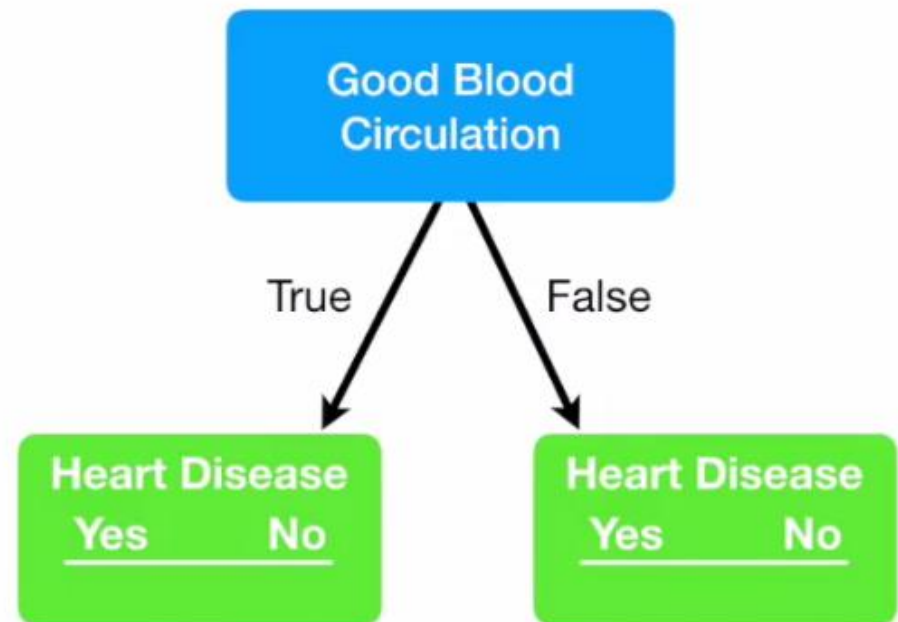 Good Blood
Circulation
True
False
Heart Disease
Yes No
Heart Disease
Yes No